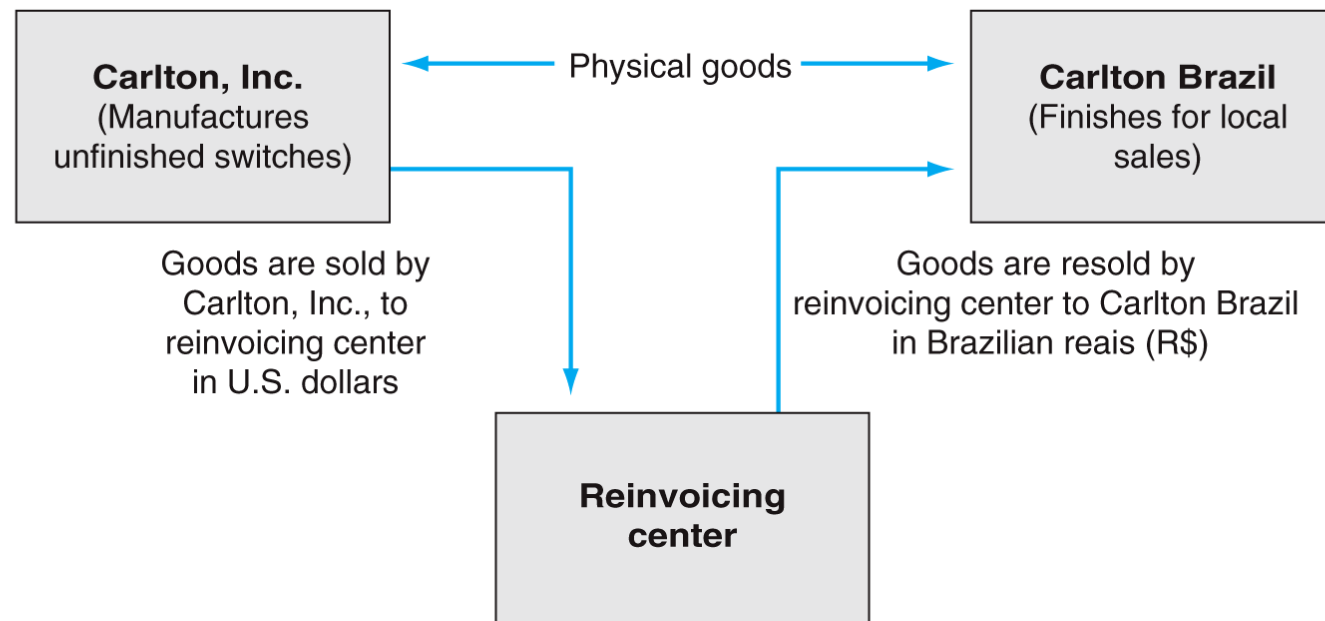 Carlton, Inc.
(Manufactures
unfinished switches)
Physical goods
Carlton Brazil
(Finishes for local
sales)
Goods are sold by
Carlton, Inc., to
reinvoicing center
in U.S. dollars
Goods are resold by
reinvoicing center to Carlton Brazil
in Brazilian reais (R$)
Reinvoicing
center